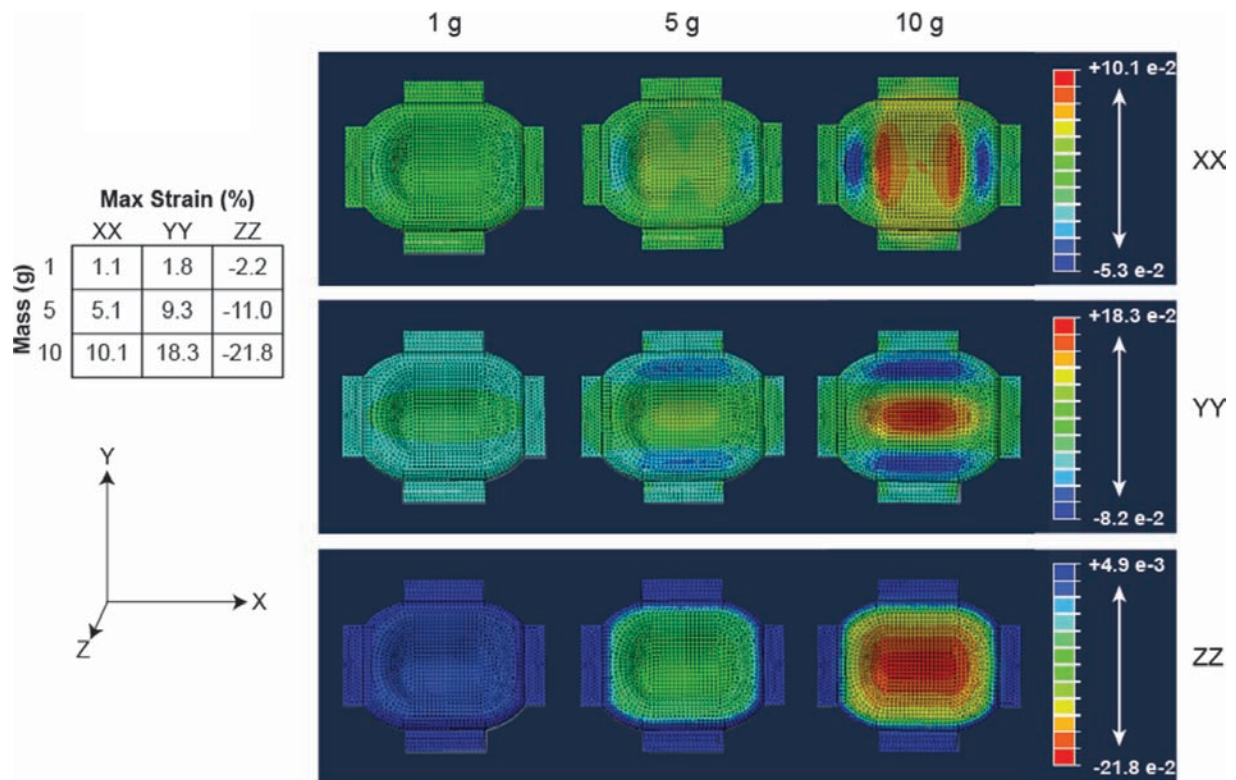 1 g 5 g 10 g
+10.1 e-2
XX
-5.3 e-2
Max Strain (%)
XX YY ZZ
Mass (g)
1 1.1 1.8 -2.2
5 5.1 9.3 -11.0
10 10.1 18.3 -21.8
+18.3 e-2
YY
-8.2 e-2
Y
X
Z
+4.9 e-3
ZZ
-21.8 e-2